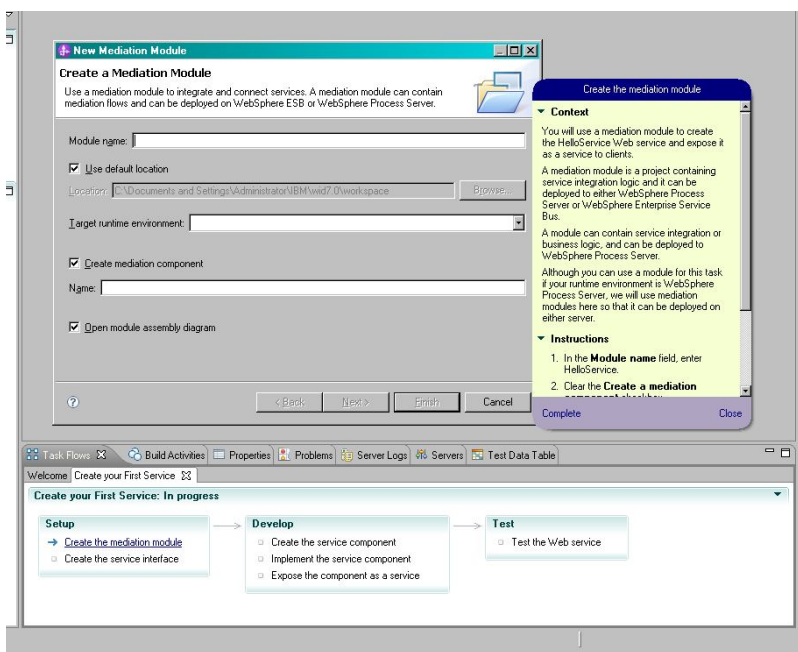 New Mediation Module
Create a Mediation Module
Use a mediation module to integrate and connect services. A mediation module can contain
mediation flows and can be deployed on WebSphere ESB or WebSphere Process Server.
Module name:
Use default location
Location: C:\Documents and Settings\Administrator\IBM\wid7.0\workspace
Browse...
Target runtime environment:
Create mediation component
Name:
Open module assembly diagram
< Back
Next >
Finish
Cancel
Create the mediation module
Context
You will use a mediation module to create
the HelloService Web service and expose it
as a service to clients.
A mediation module is a project containing
service integration logic and it can be
deployed to either WebSphere Process
Server or WebSphere Enterprise Service
Bus.
A module can contain service integration or
business logic, and can be deployed to
WebSphere Process Server.
Although you can use a module for this task
if your runtime environment is WebSphere
Process Server, we will use mediation
modules here so that it can be deployed on
either server.
Instructions
1. In the Module name field, enter
HelloService.
2. Clear the Create a mediation
component checkbox
Complete
Close
Task Flows
Build Activities
Properties
Problems
Server Logs
Servers
Test Data Table
Welcome
Create your First Service
Create your First Service: In progress
Setup
Create the mediation module
Create the service interface
Develop
Create the service component
Implement the service component
Expose the component as a service
Test
Test the Web service